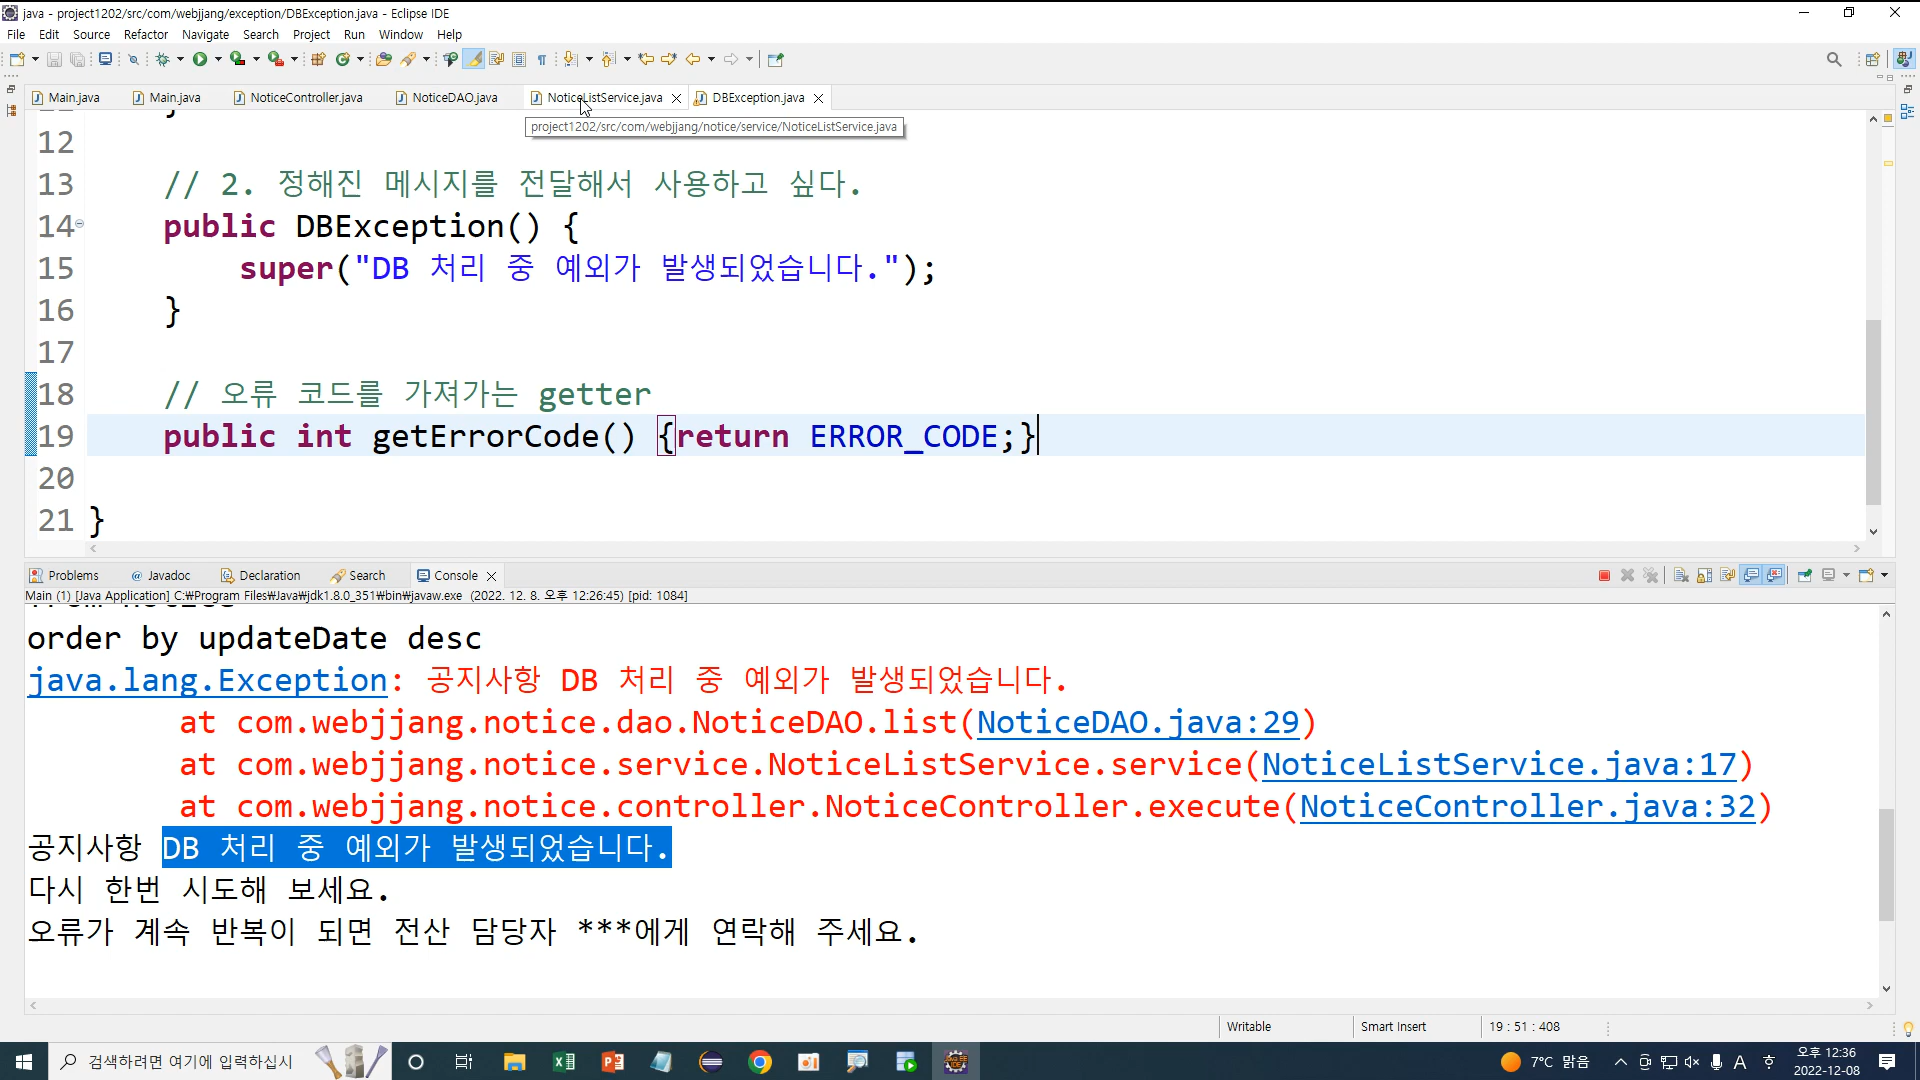 java - project1202/src/com/webjjang/exception/DBException.java - Eclipse IDE
File Edit Source Refactor Navigate Search Project Run Window Help
Main.java Main.java NoticeController.java NoticeDAO.java NoticeListService.java DBException.java
project1202/src/com/webjjang/notice/service/NoticeListService.java
12
13 // 2. 정해진 메시지를 전달해서 사용하고 싶다.
14 public DBException() {
15 super("DB 처리 중 예외가 발생되었습니다.");
16 }
17
18 // 오류 코드를 가져가는 getter
19 public int getErrorCode() {return ERROR_CODE;}
20
21 }
Problems Javadoc Declaration Search Console
Main (1) [Java Application] C:₩Program Files₩Java₩jdk1.8.0_351₩bin₩javaw.exe (2022. 12. 8. 오후 12:26:45) [pid: 1084]
order by updateDate desc
java.lang.Exception: 공지사항 DB 처리 중 예외가 발생되었습니다.
at com.webjjang.notice.dao.NoticeDAO.list(NoticeDAO.java:29)
at com.webjjang.notice.service.NoticeListService.service(NoticeListService.java:17)
at com.webjjang.notice.controller.NoticeController.execute(NoticeController.java:32)
공지사항 DB 처리 중 예외가 발생되었습니다.
다시 한번 시도해 보세요.
오류가 계속 반복이 되면 전산 담당자 ***에게 연락해 주세요.
Writable Smart Insert 19 : 51 : 408
검색하려면 여기에 입력하십시 7°C 맑음 A 오후 12:36
2022-12-08